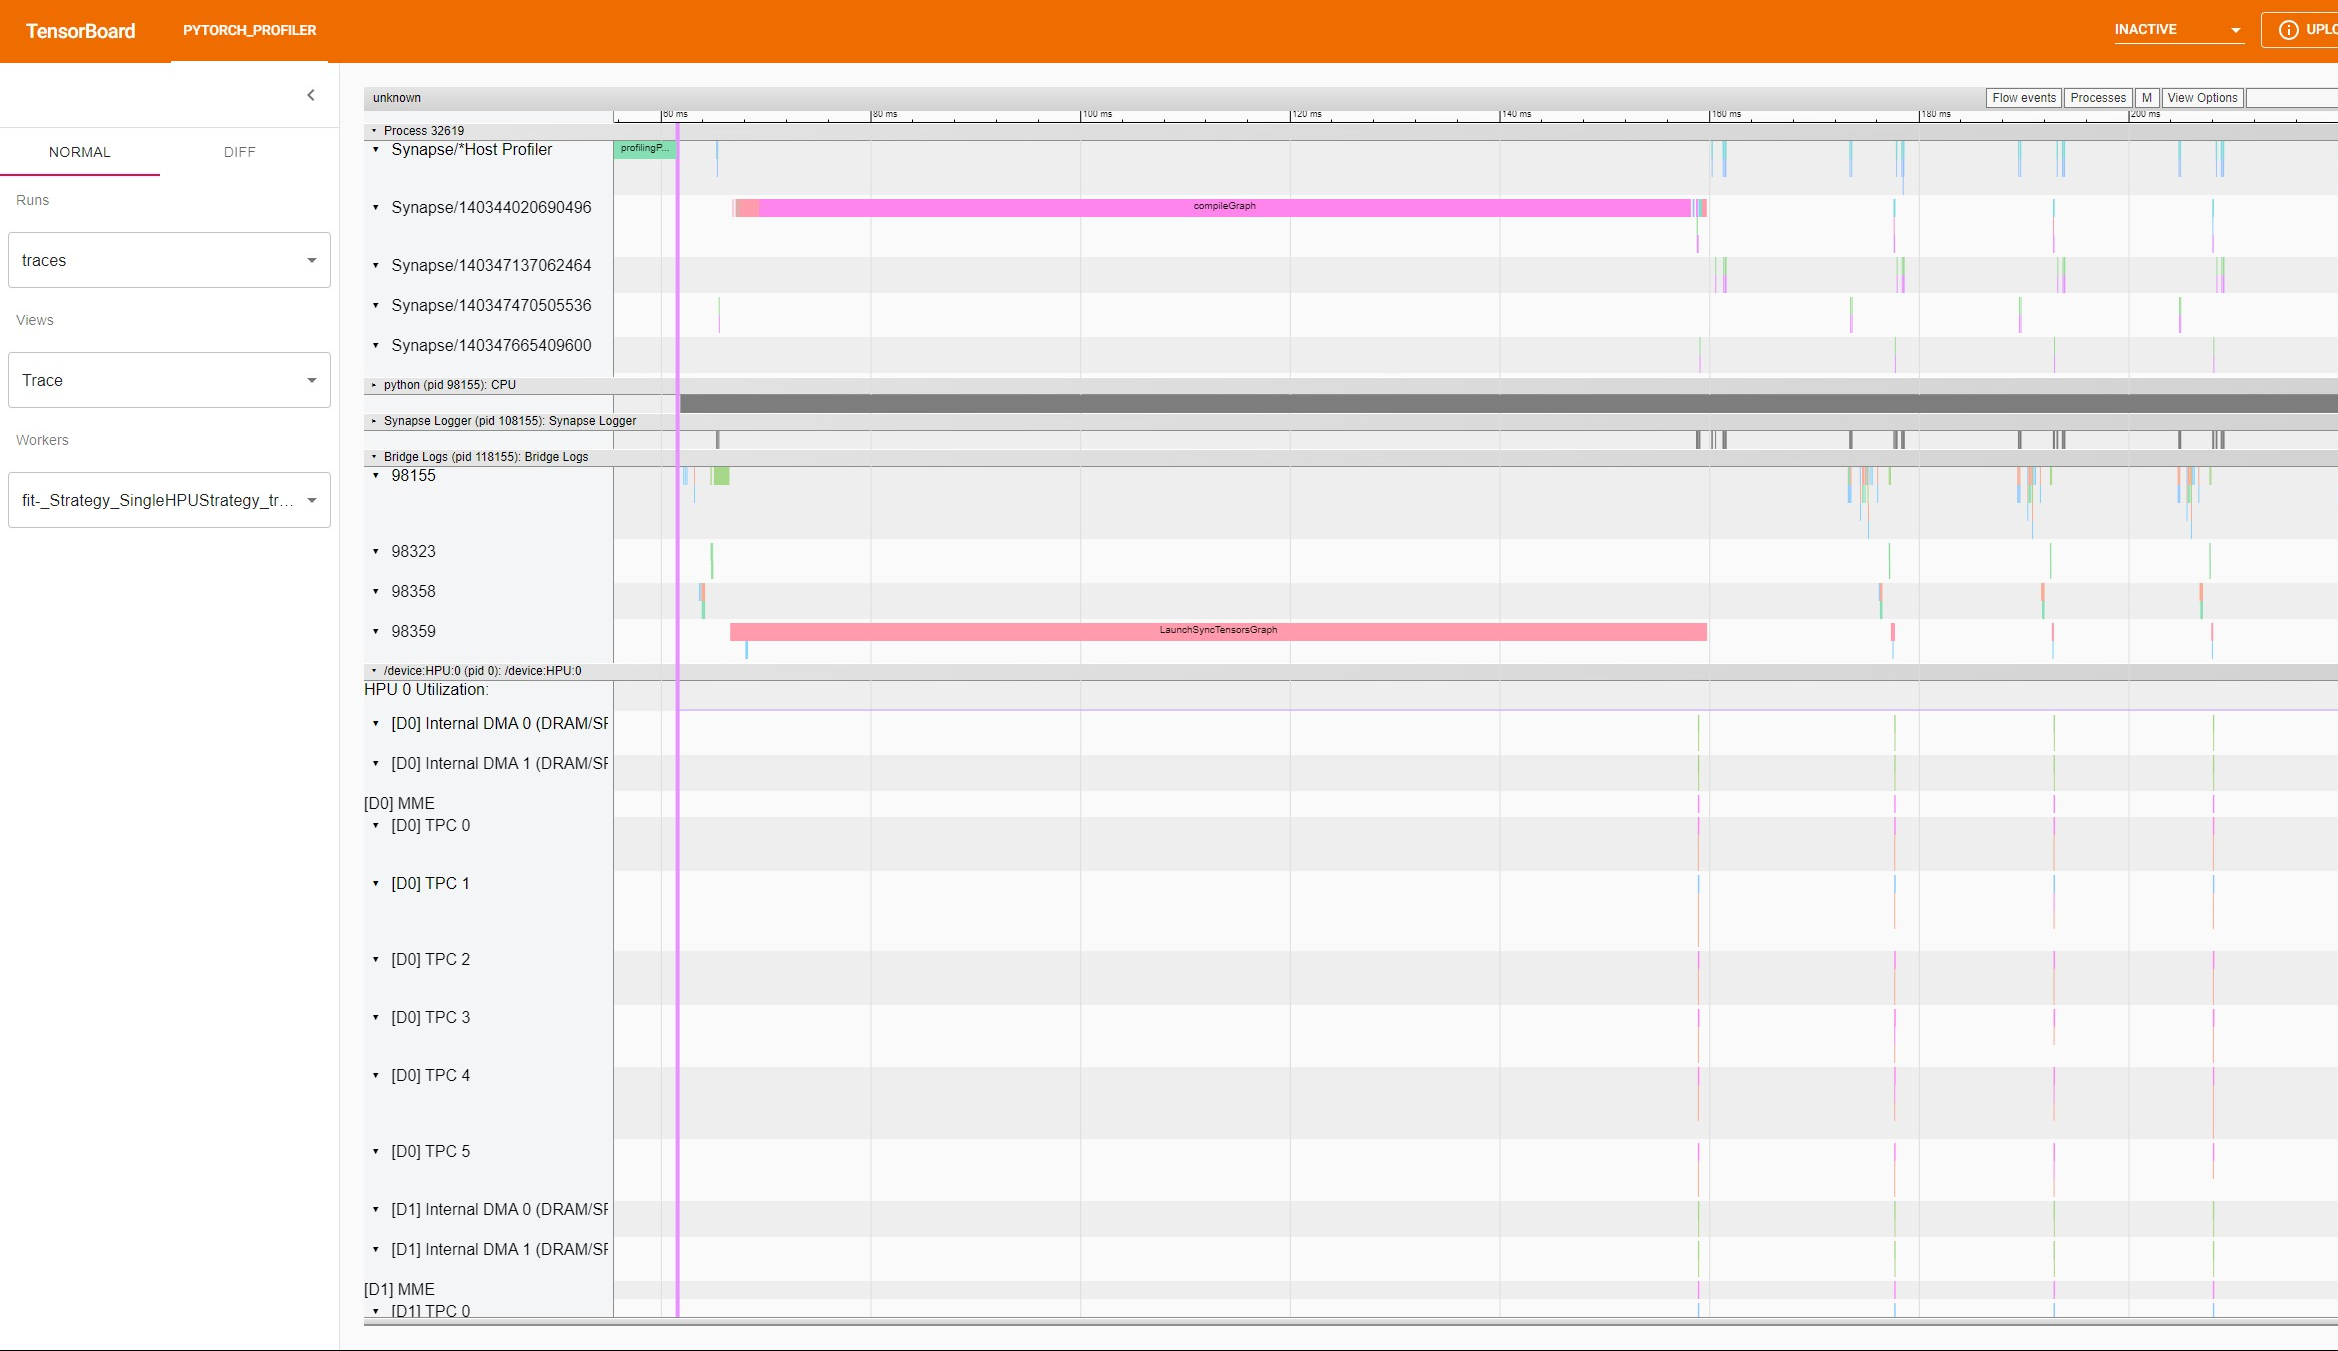 TensorBoard
PYTORCH_PROFILER
INACTIVE
UPLO
NORMAL
DIFF
Runs
traces
Views
Trace
Workers
fit-_Strategy_SingleHPUStrategy_tr...
unknown
Flow events
Processes
M
View Options
60 ms
80 ms
100 ms
120 ms
140 ms
160 ms
180 ms
200 ms
Process 32619
Synapse/*Host Profiler
profilingP...
Synapse/140344020690496
compileGraph
Synapse/140347137062464
Synapse/140347470505536
Synapse/140347665409600
python (pid 98155): CPU
Synapse Logger (pid 108155): Synapse Logger
Bridge Logs (pid 118155): Bridge Logs
98155
98323
98358
98359
LaunchSyncTensorsGraph
/device:HPU:0 (pid 0): /device:HPU:0
HPU 0 Utilization:
[D0] Internal DMA 0 (DRAM/SF
[D0] Internal DMA 1 (DRAM/SF
[D0] MME
[D0] TPC 0
[D0] TPC 1
[D0] TPC 2
[D0] TPC 3
[D0] TPC 4
[D0] TPC 5
[D1] Internal DMA 0 (DRAM/SF
[D1] Internal DMA 1 (DRAM/SF
[D1] MME
[D1] TPC 0